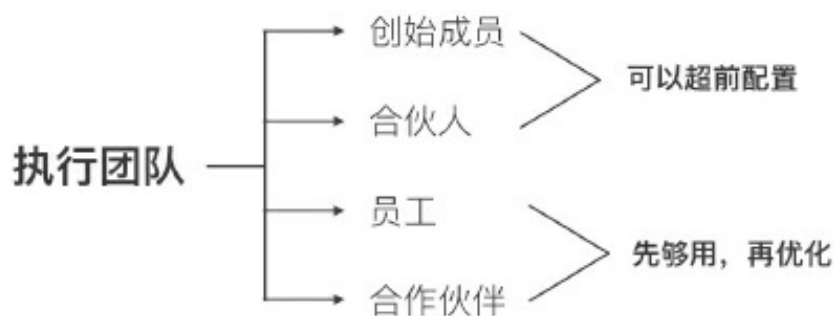 执行团队
创始成员
合伙人
员工
合作伙伴
可以超前配置
先够用，再优化